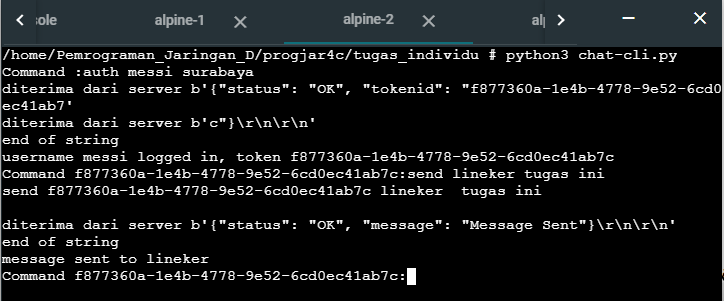 sole alpine-1 alpine-2 alp
/home/Pemrograman_Jaringan_D/progjar4c/tugas_individu # python3 chat-cli.py
Command :auth messi surabaya
diterima dari server b'{"status": "OK", "tokenid": "f877360a-1e4b-4778-9e52-6cd0
ec41ab7'
diterima dari server b'c"}\r\n\r\n'
end of string
username messi logged in, token f877360a-1e4b-4778-9e52-6cd0ec41ab7c
Command f877360a-1e4b-4778-9e52-6cd0ec41ab7c:send lineker tugas ini
send f877360a-1e4b-4778-9e52-6cd0ec41ab7c lineker  tugas ini
diterima dari server b'{"status": "OK", "message": "Message Sent"}\r\n\r\n'
end of string
message sent to lineker
Command f877360a-1e4b-4778-9e52-6cd0ec41ab7c: